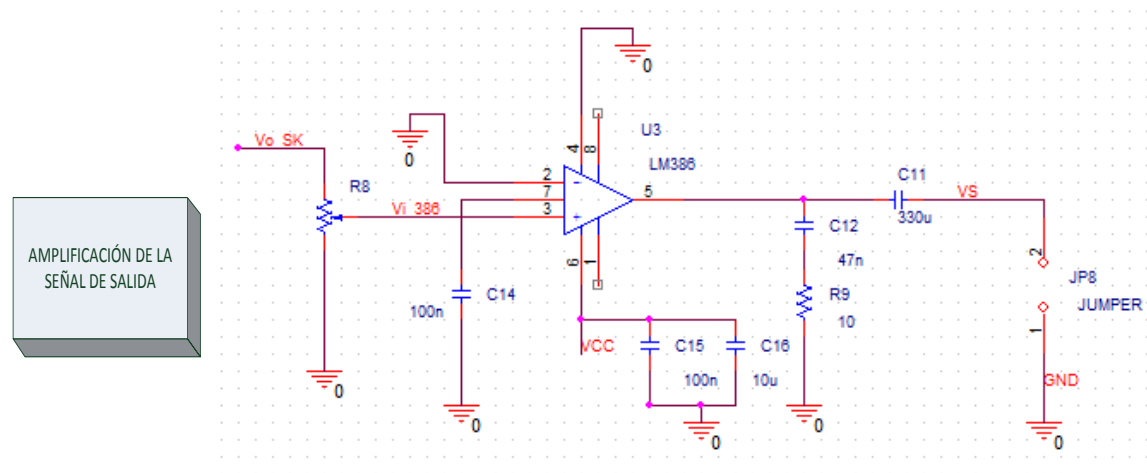 AMPLIFICACIÓN DE LA
SEÑAL DE SALIDA
Vo_SK
R8
0
Vi_386
0
0
U3
LM386
4
8
2
7
3
5
6
1
C14
100n
0
VCC
C15
100n
C16
10u
0
C12
47n
R9
10
0
C11
330u
VS
2
JP8
JUMPER
1
GND
0